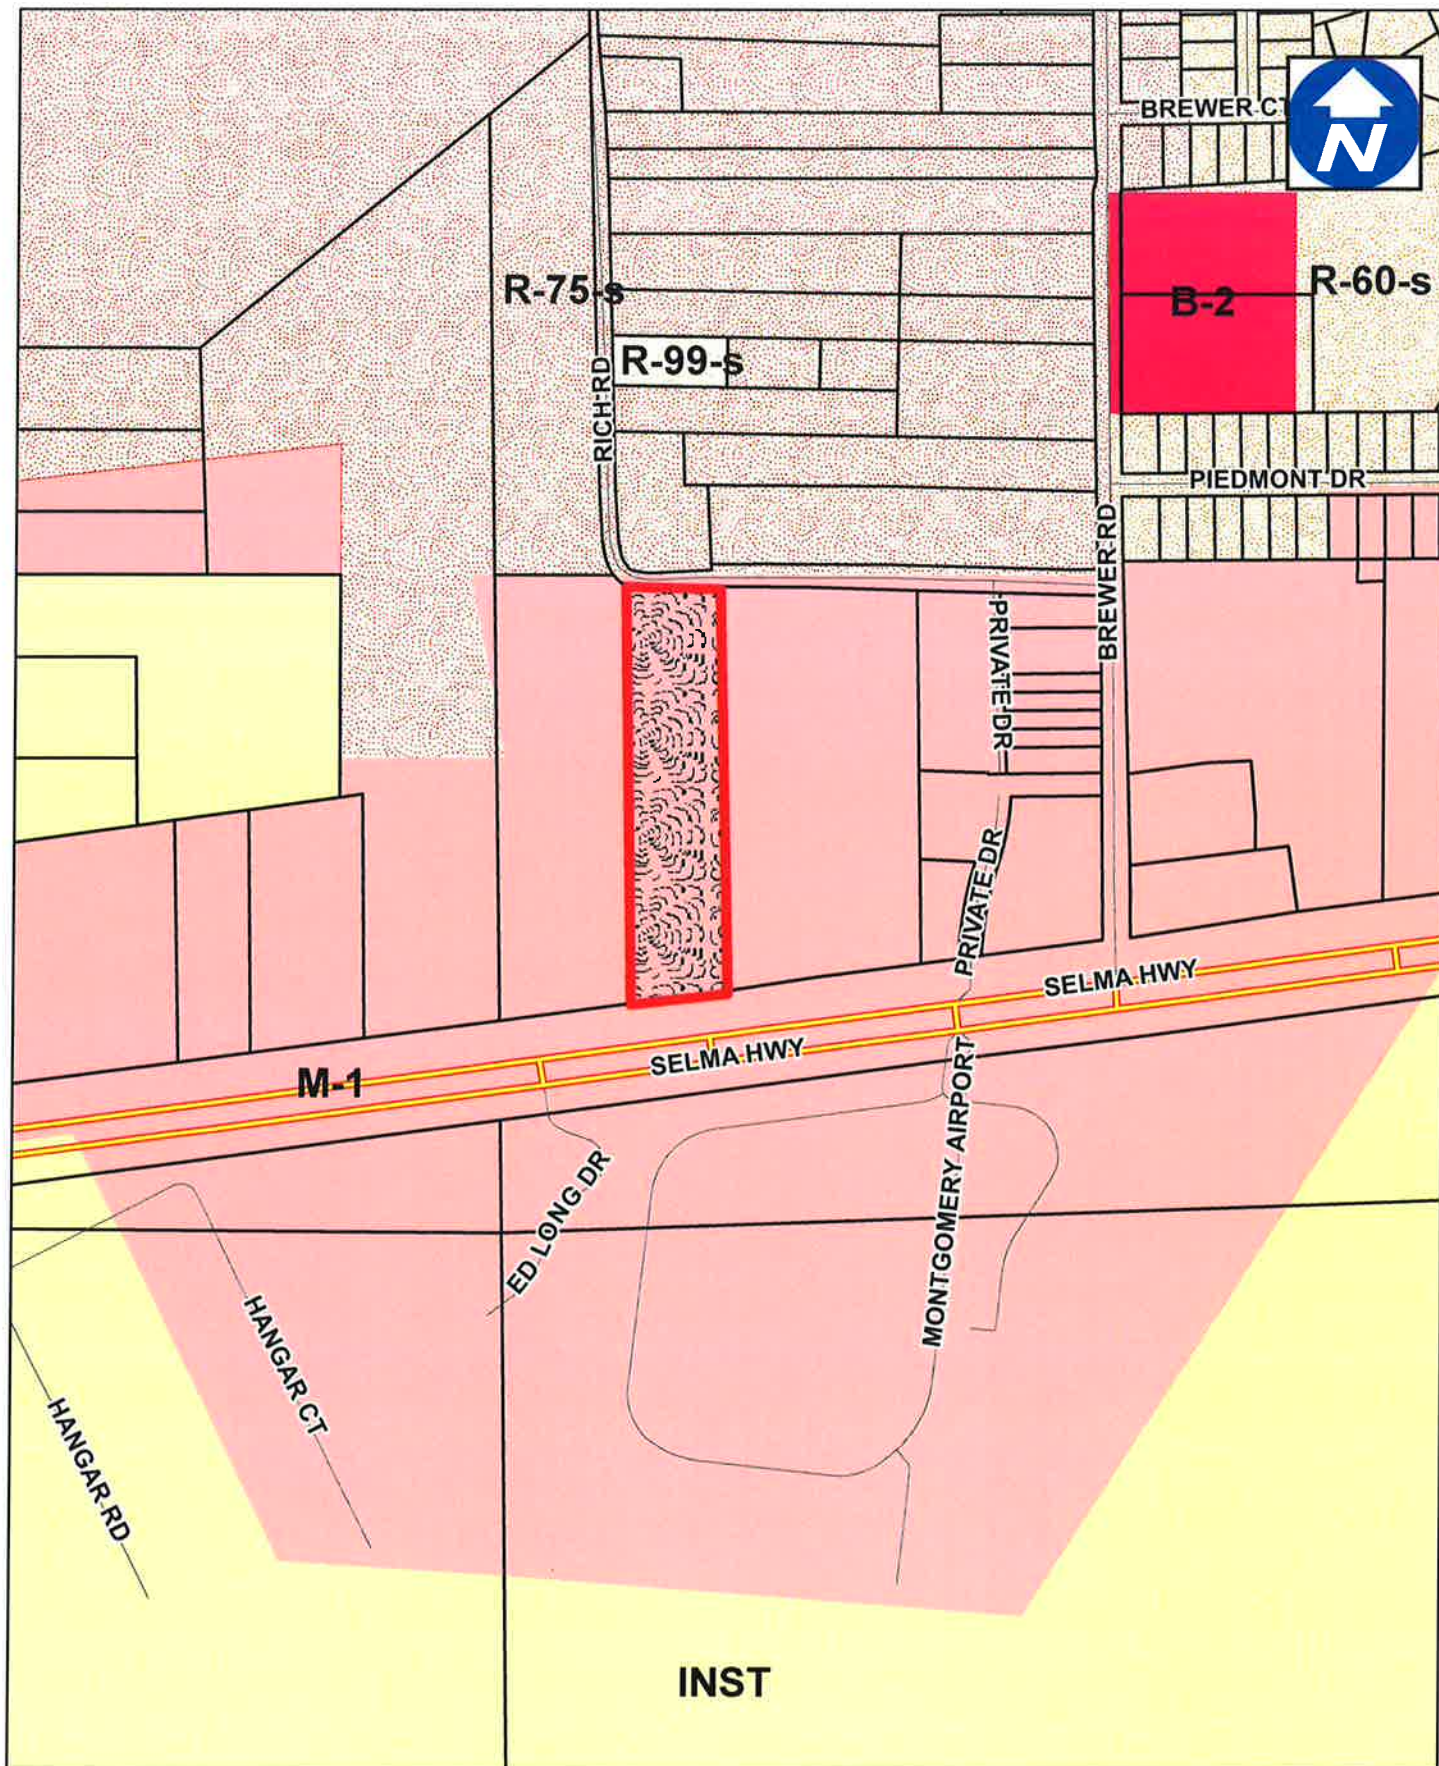 BREWER CT
N
R-75-s
B-2
R-60-s
R-99-s
RICH RD
PIEDMONT DR
BREWER RD
PRIVATE DR
PRIVATE DR
SELMA HWY
SELMA HWY
M-1
MONTGOMERY AIRPORT
ED LONG DR
HANGAR CT
HANGAR RD
INST